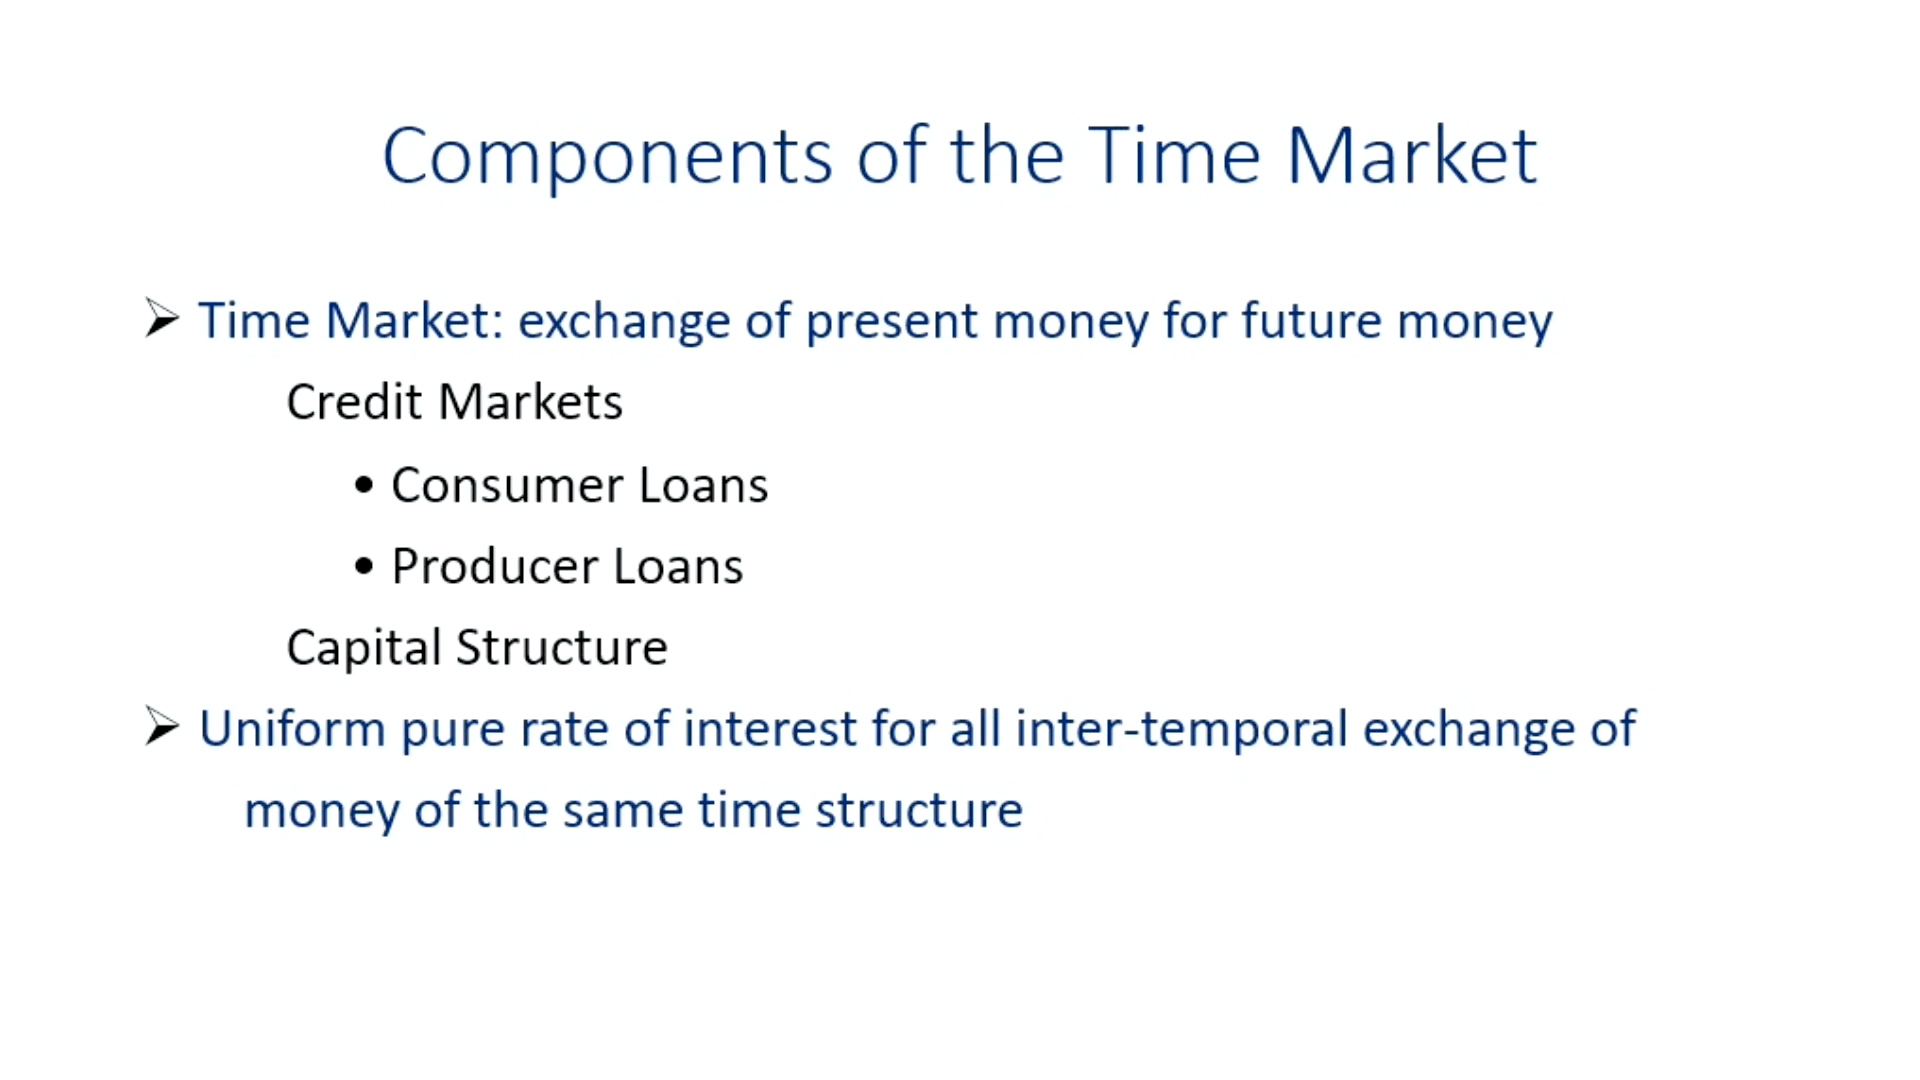 Components of the Time Market
➢ Time Market: exchange of present money for future money
Credit Markets
• Consumer Loans
• Producer Loans
Capital Structure
➢ Uniform pure rate of interest for all inter-temporal exchange of
money of the same time structure